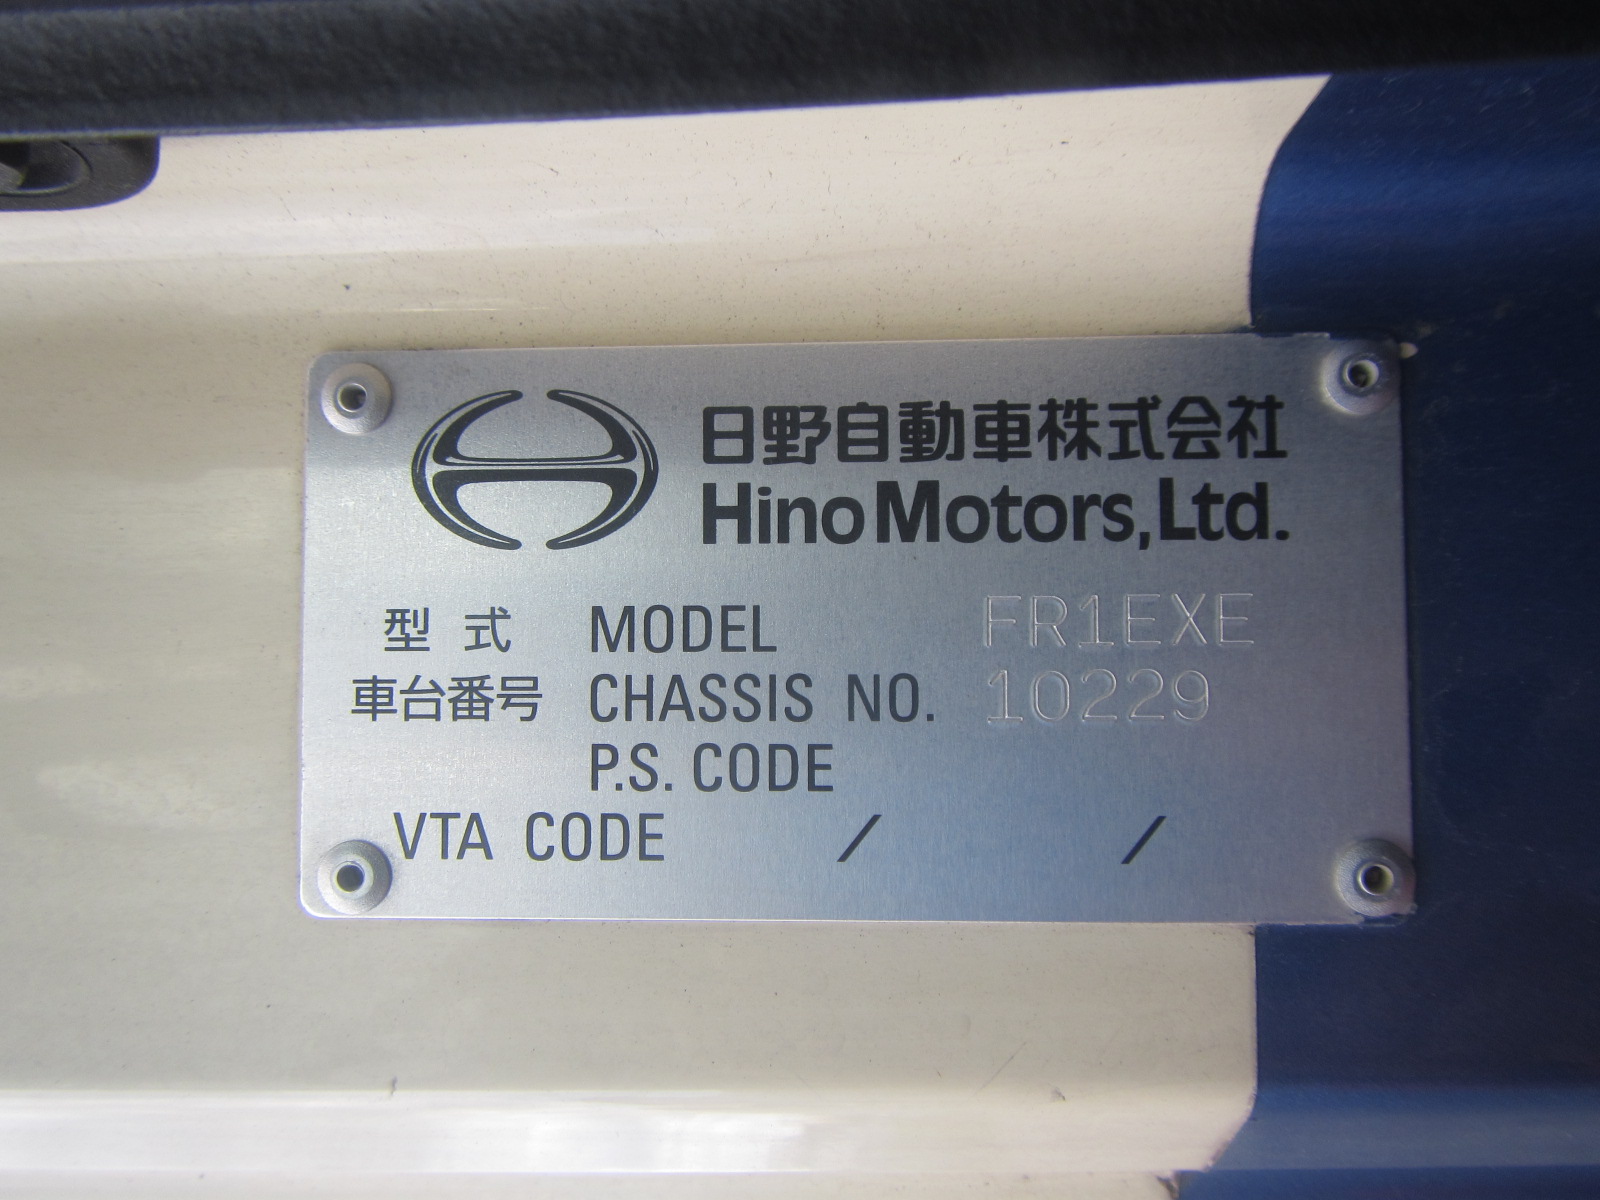 日野自動車株式会社
Hino Motors, Ltd.
型式 MODEL FR1EXE
車台番号 CHASSIS NO. 10229
P.S. CODE
VTA CODE / /